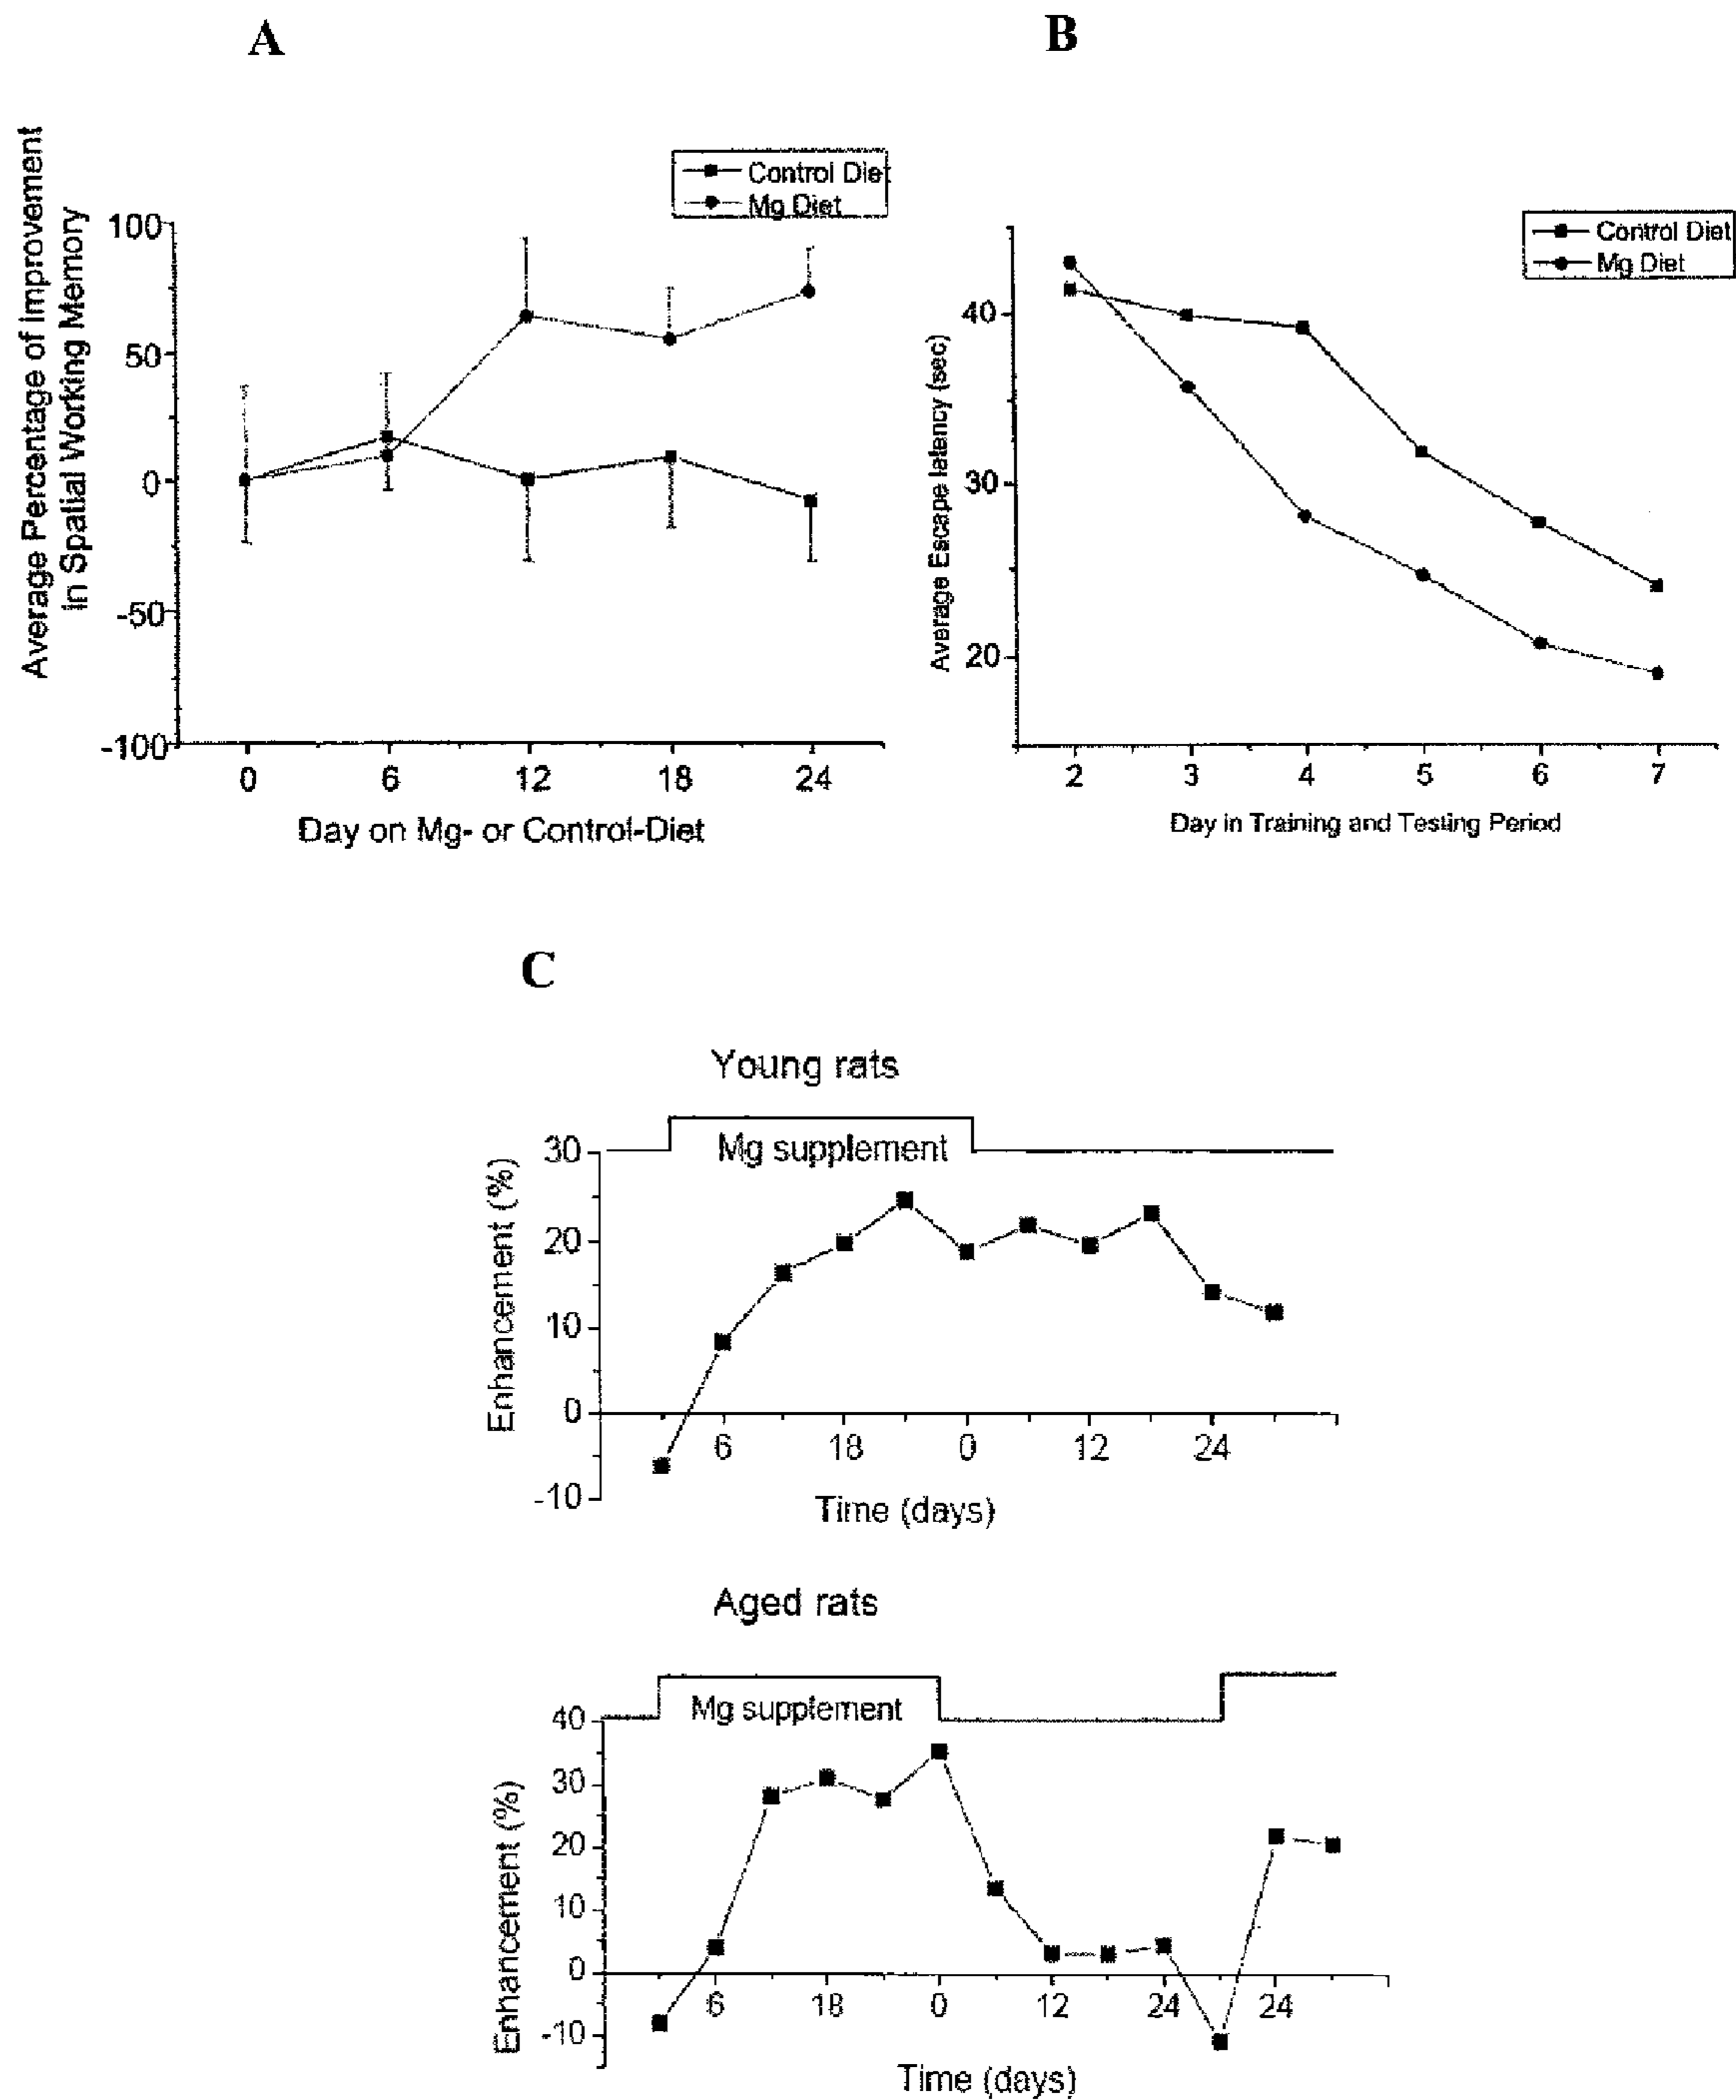 A
Average Percentage of Improvement
in Spatial Working Memory
Control Diet
Mg Diet
100
50
0
-50
-100
0 6 12 18 24
Day on Mg- or Control-Diet
B
Average Escape latency (sec)
Control Diet
Mg Diet
40
30
20
2 3 4 5 6 7
Day in Training and Testing Period
C
Young rats
Mg supplement
Enhancement (%)
30
20
10
0
-10
6 18 0 12 24
Time (days)
Aged rats
Mg supplement
Enhancement (%)
40
30
20
10
0
-10
6 18 0 12 24 24
Time (days)